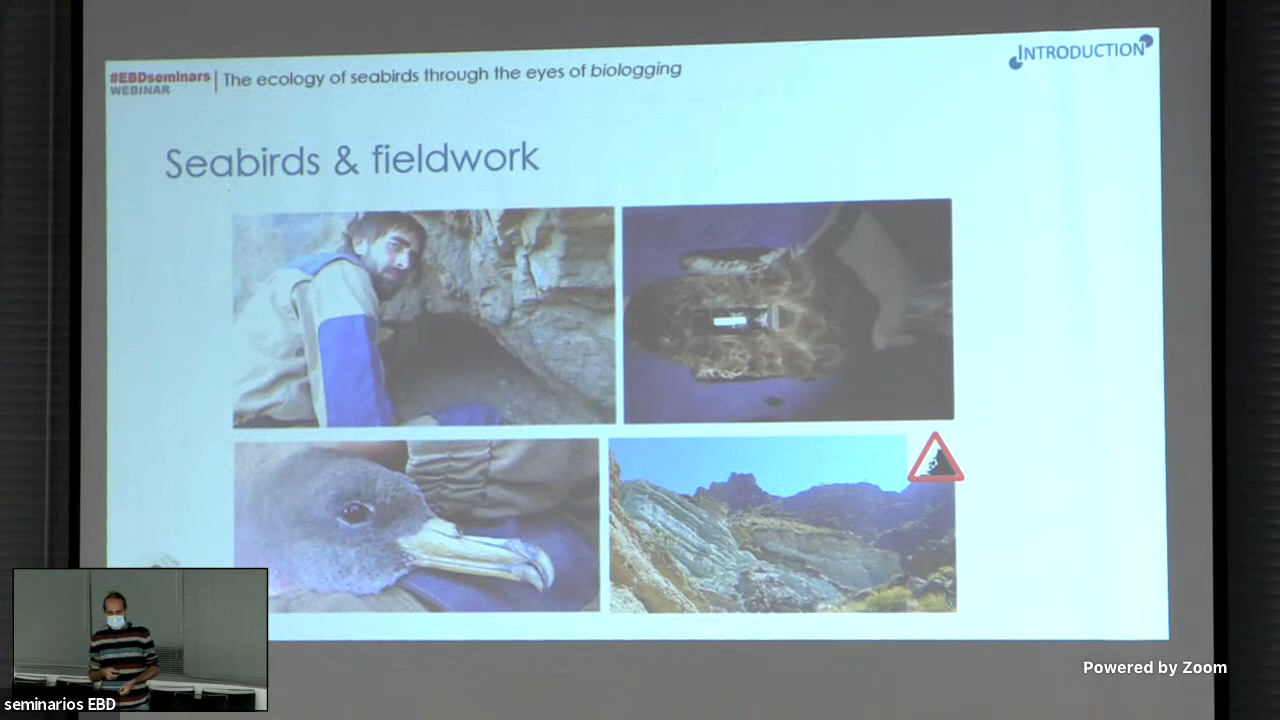 #EBDseminars
WEBINAR
The ecology of seabirds through the eyes of biologging
INTRODUCTION
Seabirds & fieldwork
seminarios EBD
Powered by Zoom